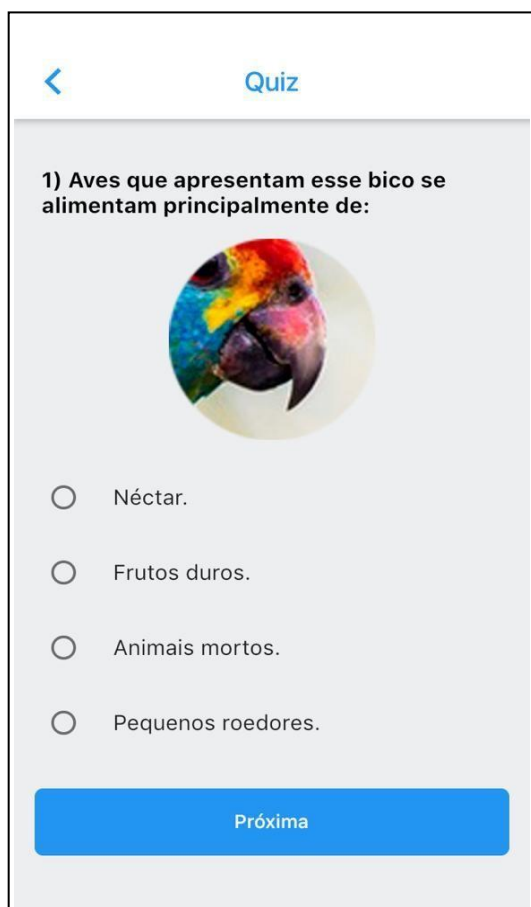 Quiz
1) Aves que apresentam esse bico se
alimentam principalmente de:
Néctar.
Frutos duros.
Animais mortos.
Pequenos roedores.
Próxima